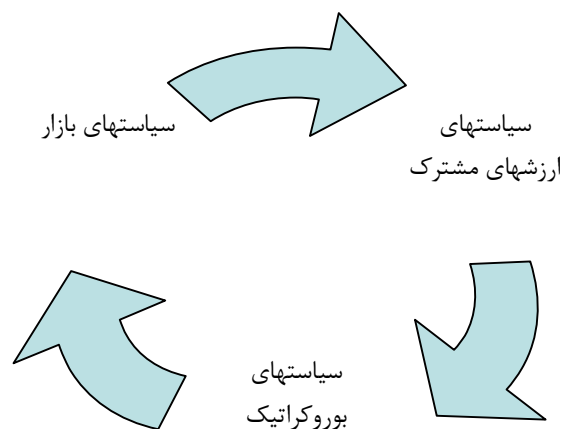 سیاستهای
ارزشهای مشترک
سیاستهای بازار
سیاستهای
بوروکراتیک